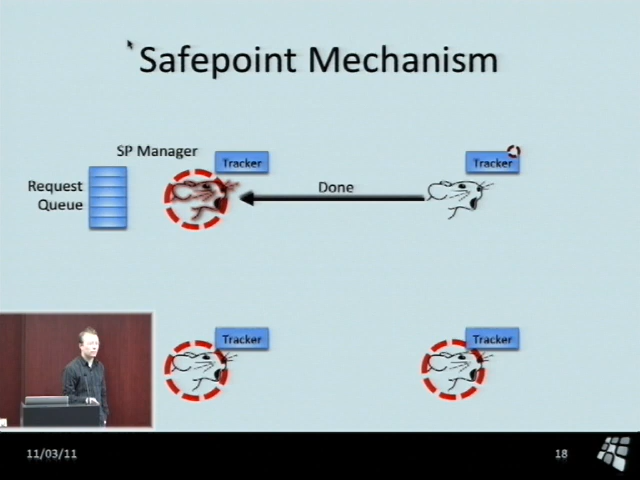 Safepoint Mechanism
SP Manager
Tracker
Tracker
Request
Queue
Done
Tracker
Tracker
11/03/11
18